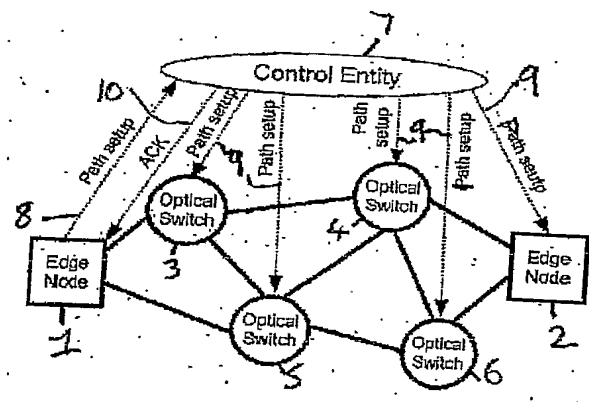 7
Control Entity
10
9
Path setup
ACK
Path setup
Path setup
Path setup
Path setup
Path seutp
9
9
8
Optical Switch
3
Optical Switch
4
Edge Node
1
Edge Node
2
Optical Switch
5
Optical Switch
6